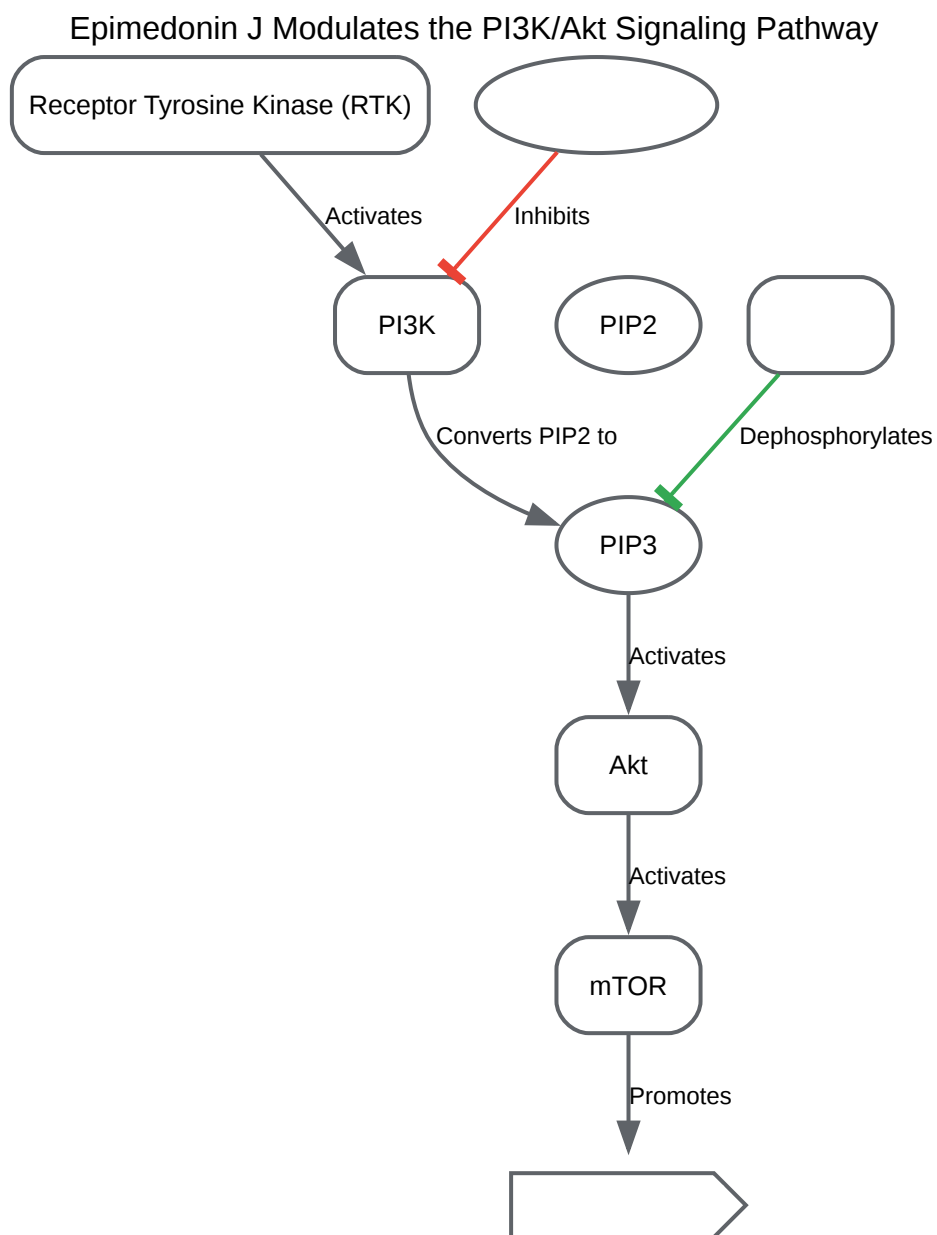 Epimedonin J Modulates the PI3K/Akt Signaling Pathway
Receptor Tyrosine Kinase (RTK)
Activates
Inhibits
PI3K
PIP2
Converts PIP2 to
Dephosphorylates
PIP3
Activates
Akt
Activates
mTOR
Promotes